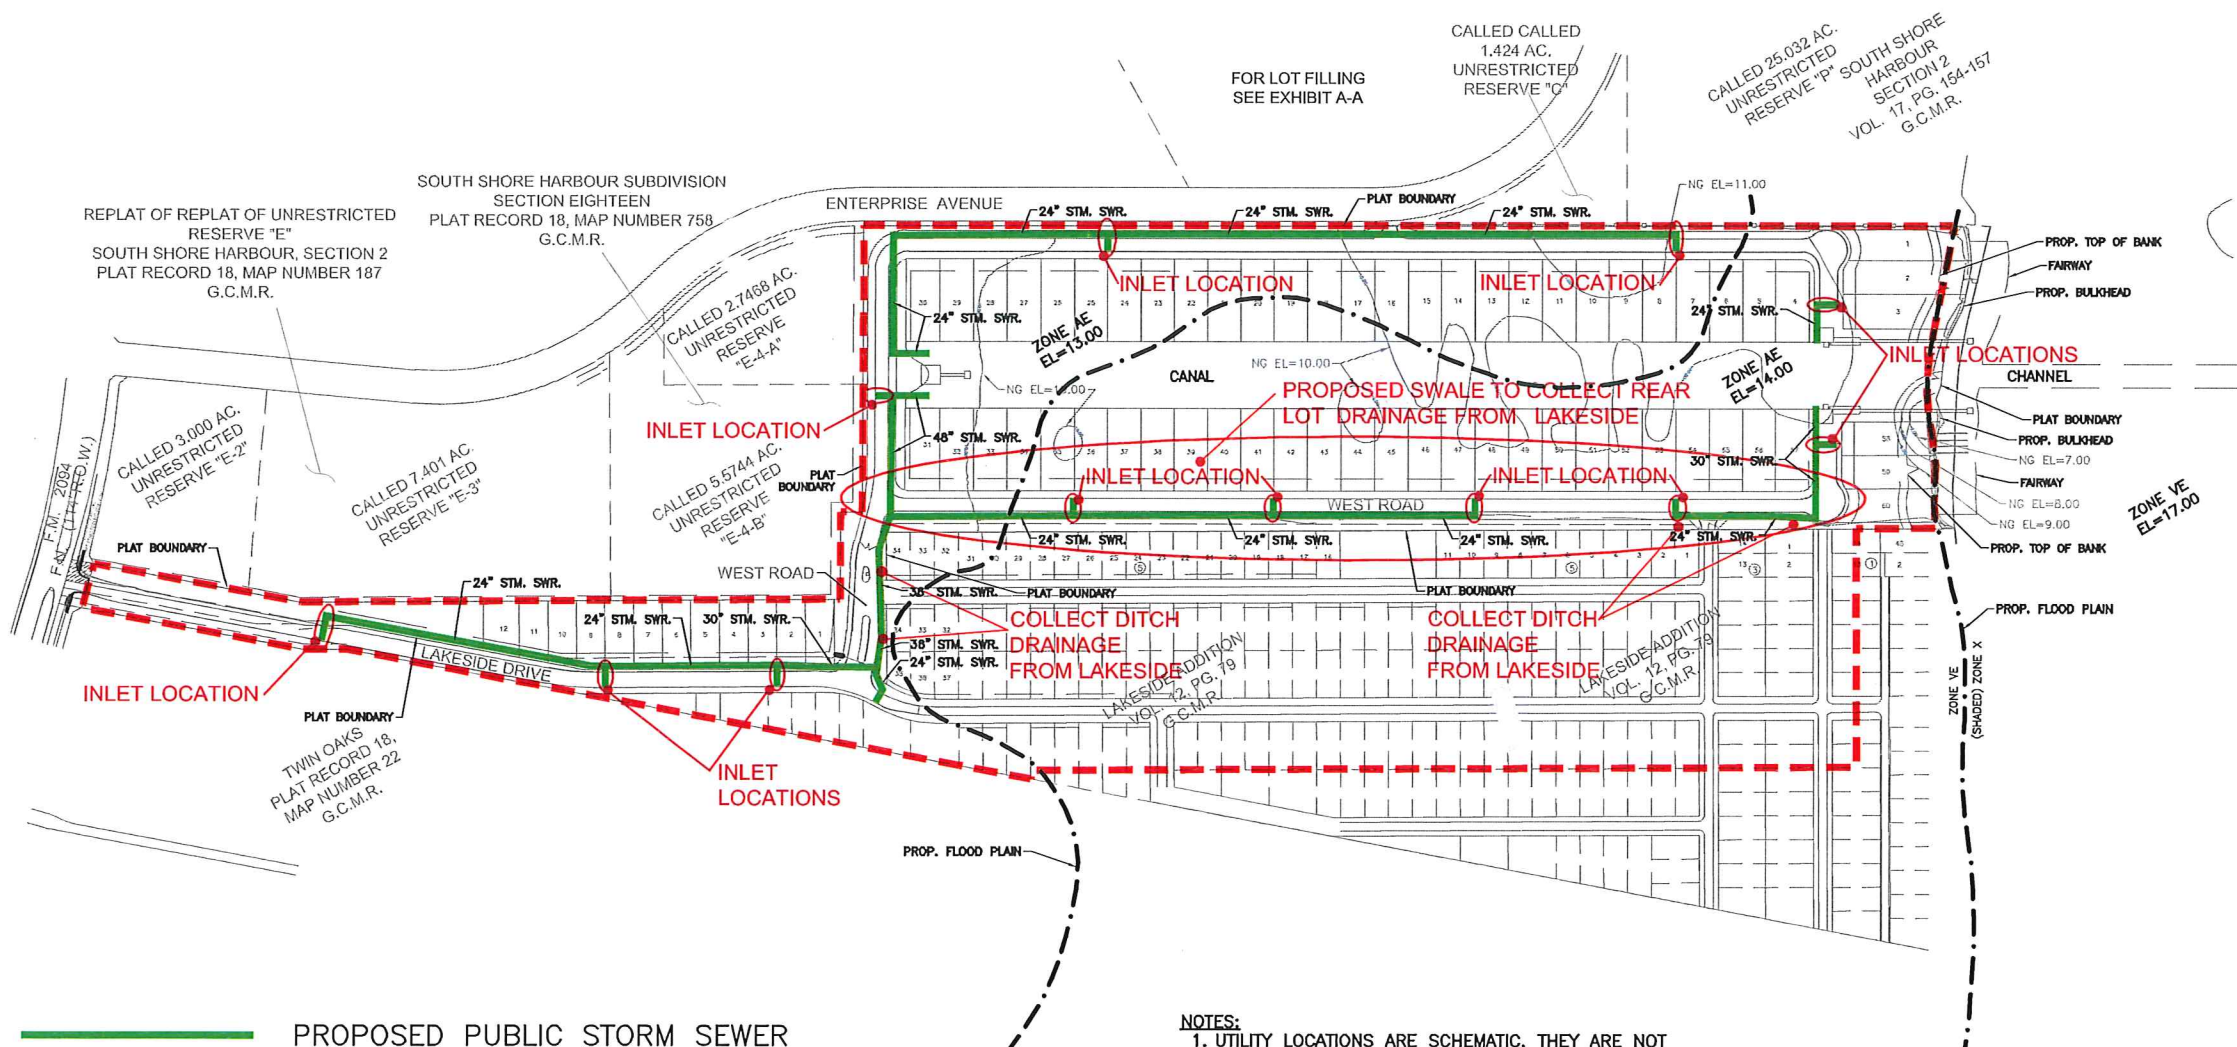 CALLED CALLED
1.424 AC.
UNRESTRICTED
RESERVE "C"
CALLED 25.032 AC.
UNRESTRICTED
RESERVE "P"
SOUTH SHORE
HARBOUR
SECTION 2
VOL. 17, PG. 154-157
G.C.M.R.
FOR LOT FILLING
SEE EXHIBIT A-A
SOUTH SHORE HARBOUR SUBDIVISION
SECTION EIGHTEEN
PLAT RECORD 18, MAP NUMBER 758
G.C.M.R.
REPLAT OF REPLAT OF UNRESTRICTED
RESERVE "E"
SOUTH SHORE HARBOUR, SECTION 2
PLAT RECORD 18, MAP NUMBER 187
G.C.M.R.
ENTERPRISE AVENUE
24" STM. SWR.
24" STM. SWR.
PLAT BOUNDARY
24" STM. SWR.
NG EL=11.00
PROP. TOP OF BANK
FAIRWAY
PROP. BULKHEAD
INLET LOCATION
INLET LOCATION
CALLED 2.7468 AC.
UNRESTRICTED
RESERVE
"E-4-A"
24" STM. SWR.
ZONE AE
EL=13.00
24" STM. SWR.
INLET LOCATIONS
NG EL=10.00
CANAL
ZONE AE
EL=14.00
CHANNEL
PROPOSED SWALE TO COLLECT REAR
LOT DRAINAGE FROM LAKESIDE
INLET LOCATION
48" STM. SWR.
PLAT BOUNDARY
PROP. BULKHEAD
NG EL=7.00
FAIRWAY
NG EL=8.00
NG EL=9.00
PROP. TOP OF BANK
ZONE VE
EL=17.00
30" STM. SWR.
INLET LOCATION
INLET LOCATION
WEST ROAD
PLAT
BOUNDARY
CALLED 3.000 AC.
UNRESTRICTED
RESERVE "E-2"
CALLED 7.401 AC.
UNRESTRICTED
RESERVE "E-3"
CALLED 5.5744 AC.
UNRESTRICTED
RESERVE
"E-4-B"
F.M. 2094
24" STM. SWR.
24" STM. SWR.
24" STM. SWR.
24" STM. SWR.
PLAT BOUNDARY
WEST ROAD
24" STM. SWR.
PLAT BOUNDARY
PLAT BOUNDARY
24" STM. SWR.
30" STM. SWR.
COLLECT DITCH
DRAINAGE
FROM LAKESIDE
COLLECT DITCH
DRAINAGE
FROM LAKESIDE
24" STM. SWR.
LAKESIDE DRIVE
LAKESIDE ADDITION
VOL. 12, PG. 79
G.C.M.R.
LAKESIDE ADDITION
VOL. 12, PG. 79
G.C.M.R.
PROP. FLOOD PLAIN
ZONE VE
(SHADED) ZONE X
INLET LOCATION
PLAT BOUNDARY
TWIN OAKS
PLAT RECORD 18,
MAP NUMBER 22
G.C.M.R.
INLET
LOCATIONS
PROP. FLOOD PLAIN
PROPOSED PUBLIC STORM SEWER
NOTES:
1. UTILITY LOCATIONS ARE SCHEMATIC, THEY ARE NOT